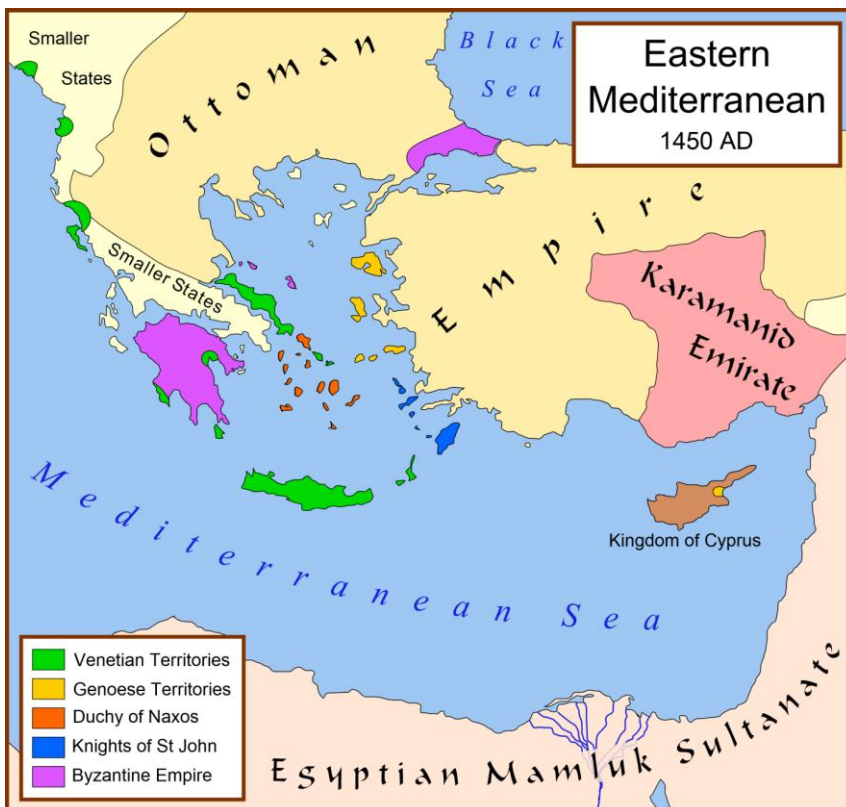 Smaller
States
Ottoman
Black
Sea
Eastern
Mediterranean
1450 AD
Empire
Smaller States
Karamanid
Emirate
Kingdom of Cyprus
Mediterranean Sea
Venetian Territories
Genoese Territories
Duchy of Naxos
Knights of St John
Byzantine Empire
Egyptian Mamluk Sultanate